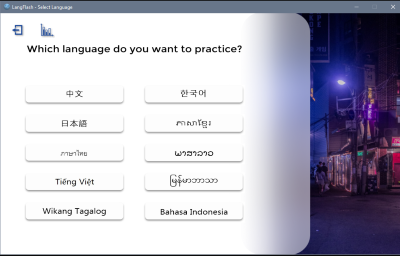 LangFlash - Select Language
Which language do you want to practice?
中文
한국어
日本語
ភាសាខ្មែរ
ภาษาไทย
ພາສາລາວ
Tiếng Việt
မြန်မာဘာသာ
Wikang Tagalog
Bahasa Indonesia